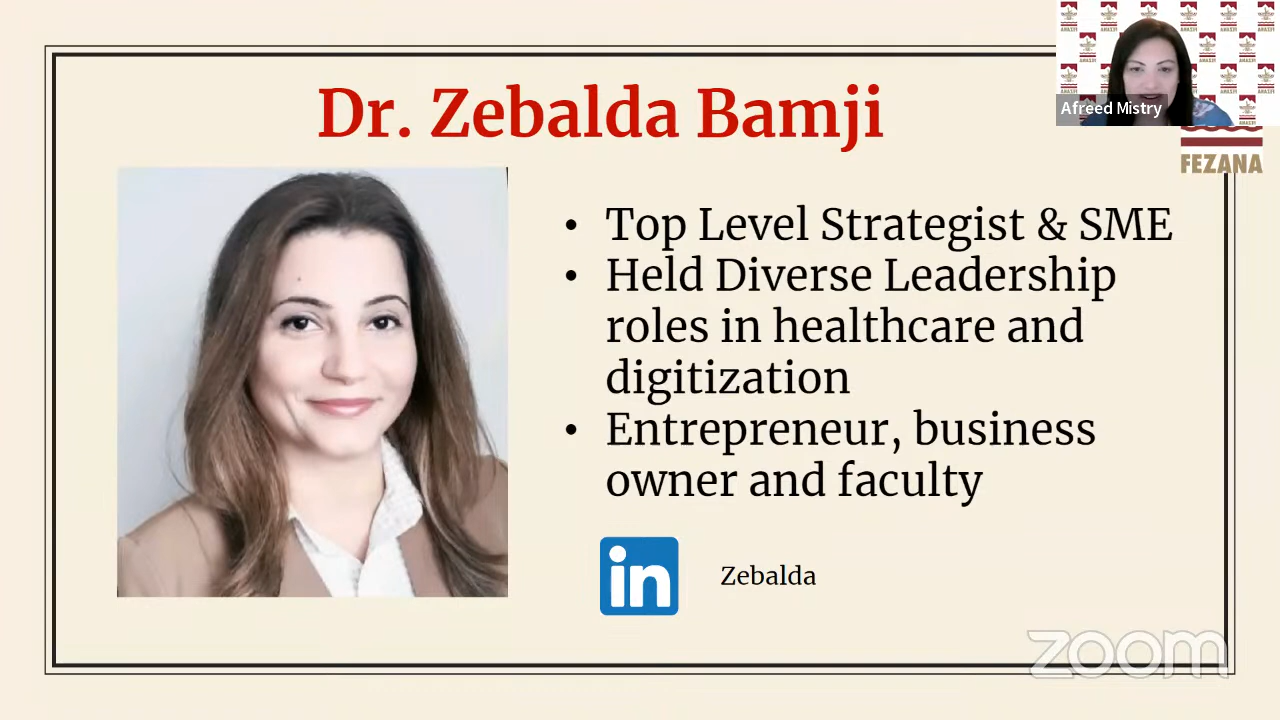 Dr. Zebalda Bamji
Afreed Mistry
FEZANA
• Top Level Strategist & SME
• Held Diverse Leadership
roles in healthcare and
digitization
• Entrepreneur, business
owner and faculty
in
Zebalda
zoom